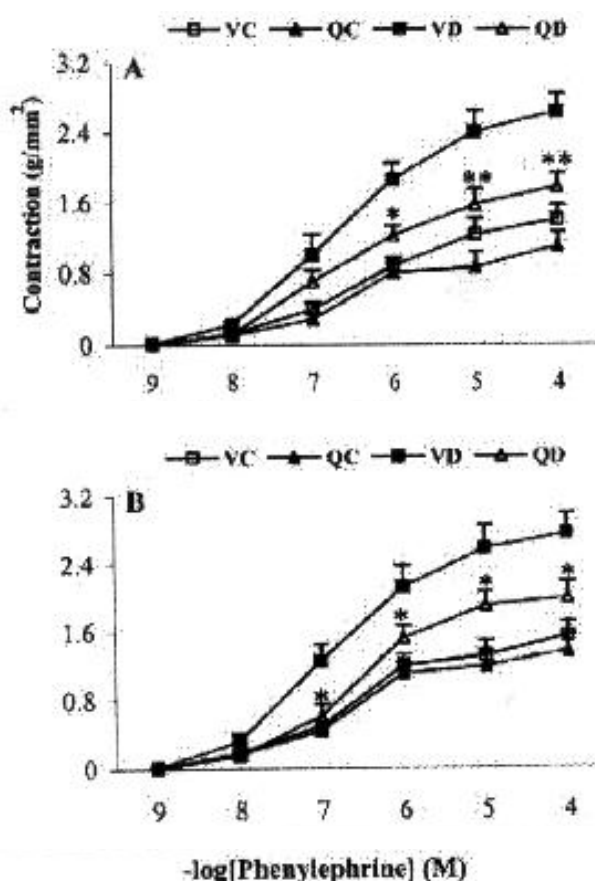 VC QC VD QD
A
3.2
2.4
1.6
0.8
0
Contraction (g/mm²)
* ** **
9 8 7 6 5 4
VC QC VD QD
B
3.2
2.4
1.6
0.8
0
* * * *
9 8 7 6 5 4
-log[Phenylephrine] (M)